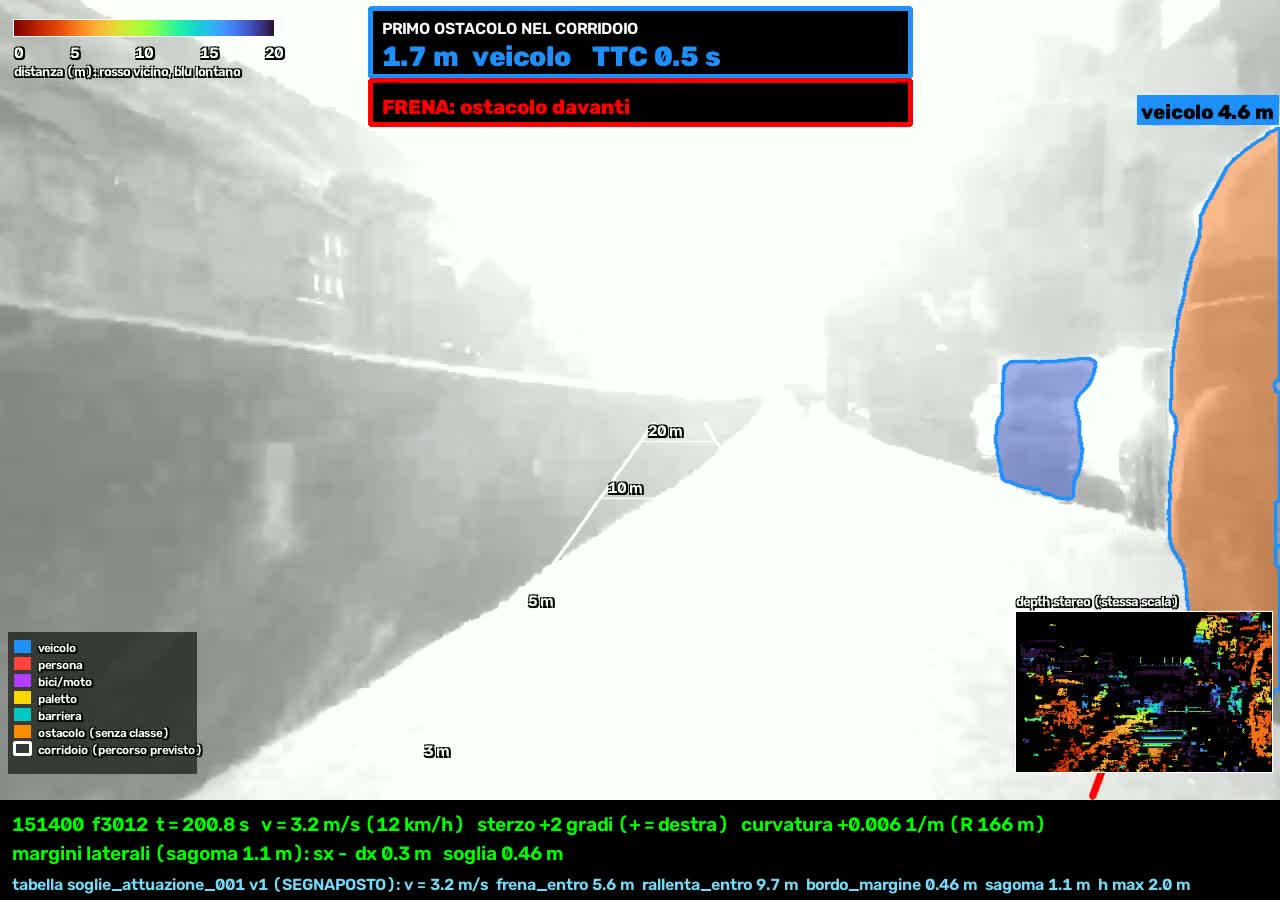 0 5 10 15 20
distanza (m): rosso vicino, blu lontano
PRIMO OSTACOLO NEL CORRIDOIO
1.7 m veicolo TTC 0.5 s
FRENA: ostacolo davanti
veicolo 4.6 m
20 m
10 m
5 m
3 m
depth stereo (stessa scala)
veicolo
persona
bici/moto
paletto
barriera
ostacolo (senza classe)
corridoio (percorso previsto)
151400 f3012 t = 200.8 s v = 3.2 m/s (12 km/h) sterzo +2 gradi (+ = destra) curvatura +0.006 1/m (R 166 m)
margini laterali (sagoma 1.1 m): sx - dx 0.3 m soglia 0.46 m
tabella soglie_attuazione_001 v1 (SEGNAPOSTO): v = 3.2 m/s frena_entro 5.6 m rallenta_entro 9.7 m bordo_margine 0.46 m sagoma 1.1 m h max 2.0 m